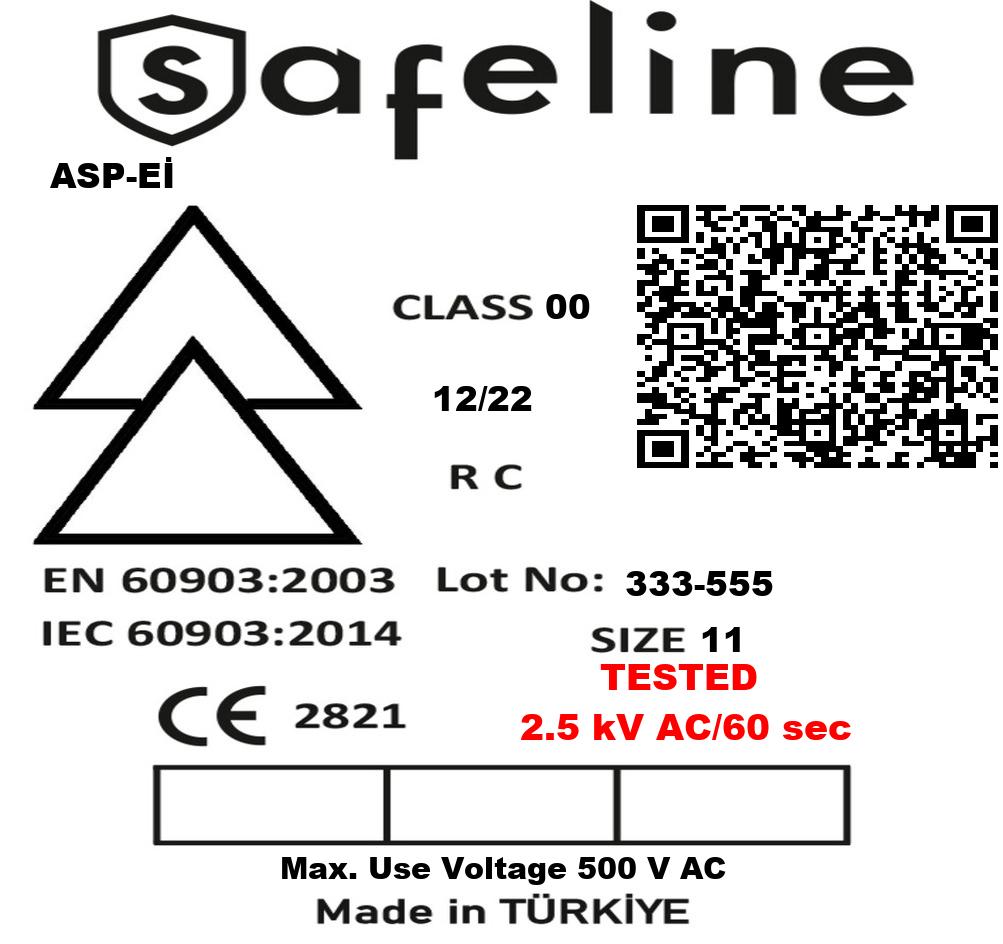 safeline
ASP-Eİ
CLASS 00
12/22
R C
EN 60903:2003 Lot No: 333-555
IEC 60903:2014 SIZE 11
TESTED
CE 2821 2.5 kV AC/60 sec
Max. Use Voltage 500 V AC
Made in TÜRKİYE